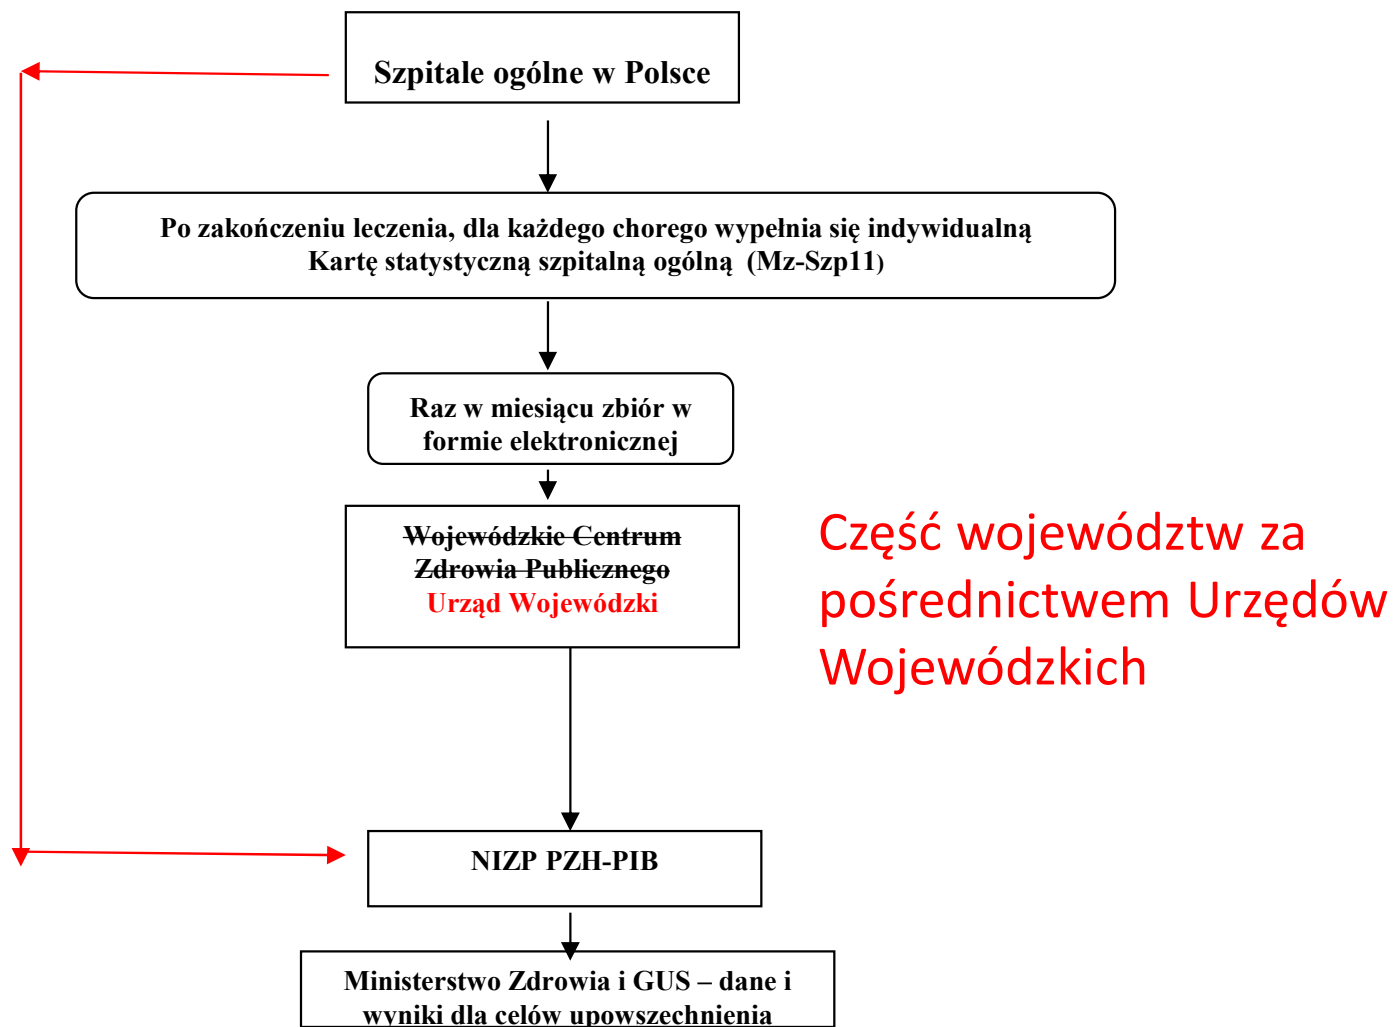 Szpitale ogólne w Polsce
Po zakończeniu leczenia, dla każdego chorego wypełnia się indywidualną
Kartę statystyczną szpitalną ogólną (Mz-Szp11)
Raz w miesiącu zbiór w
formie elektronicznej
Wojewódzkie Centrum
Zdrowia Publicznego
Urząd Wojewódzki
Część województw za
pośrednictwem Urzędów
Wojewódzkich
NIZP PZH-PIB
Ministerstwo Zdrowia i GUS – dane i
wyniki dla celów upowszechnienia